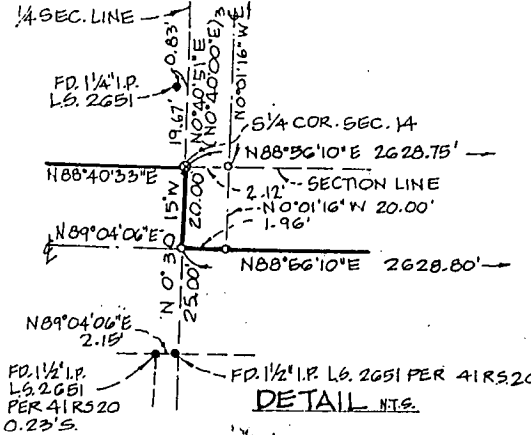 1/4 SEC. LINE
0.83'
N0°40'51"E
(N0°40'00"E)3
N0°01'16"W
℄
FD. 1 1/4" I.P.
L.S. 2651
19.67'
S 1/4 COR. SEC. 14
N88°56'10"E 2628.75'
N88°40'33"E
2.12'
SECTION LINE
20.00'
N0°01'16"W 20.00'
N 0°30'15"W
1.96'
℄
N89°04'06"E
N88°56'10"E 2628.80'
25.00'
N89°04'06"E
2.15'
FD. 1 1/2" I.P.
L.S. 2651
PER 41 RS 20
0.23' S.
FD. 1 1/2" I.P. L.S. 2651 PER 41 RS. 20
DETAIL N.T.S.